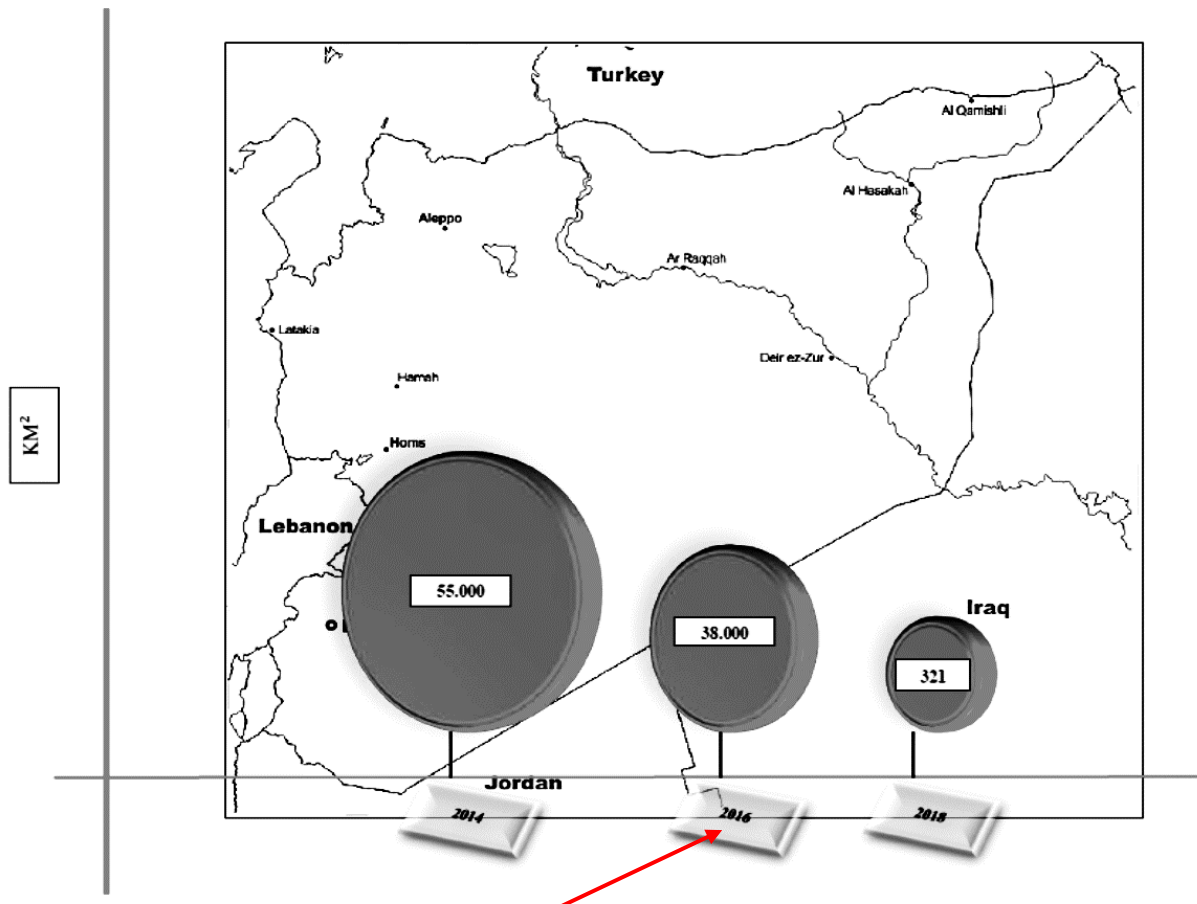 Turkey
Al Qamishli
Al Hasakah
Aleppo
Ar Raqqah
Latakia
Deir ez-Zur
Hamah
KM²
Homs
Lebanon
55.000
Iraq
38.000
321
Jordan
2014
2016
2018